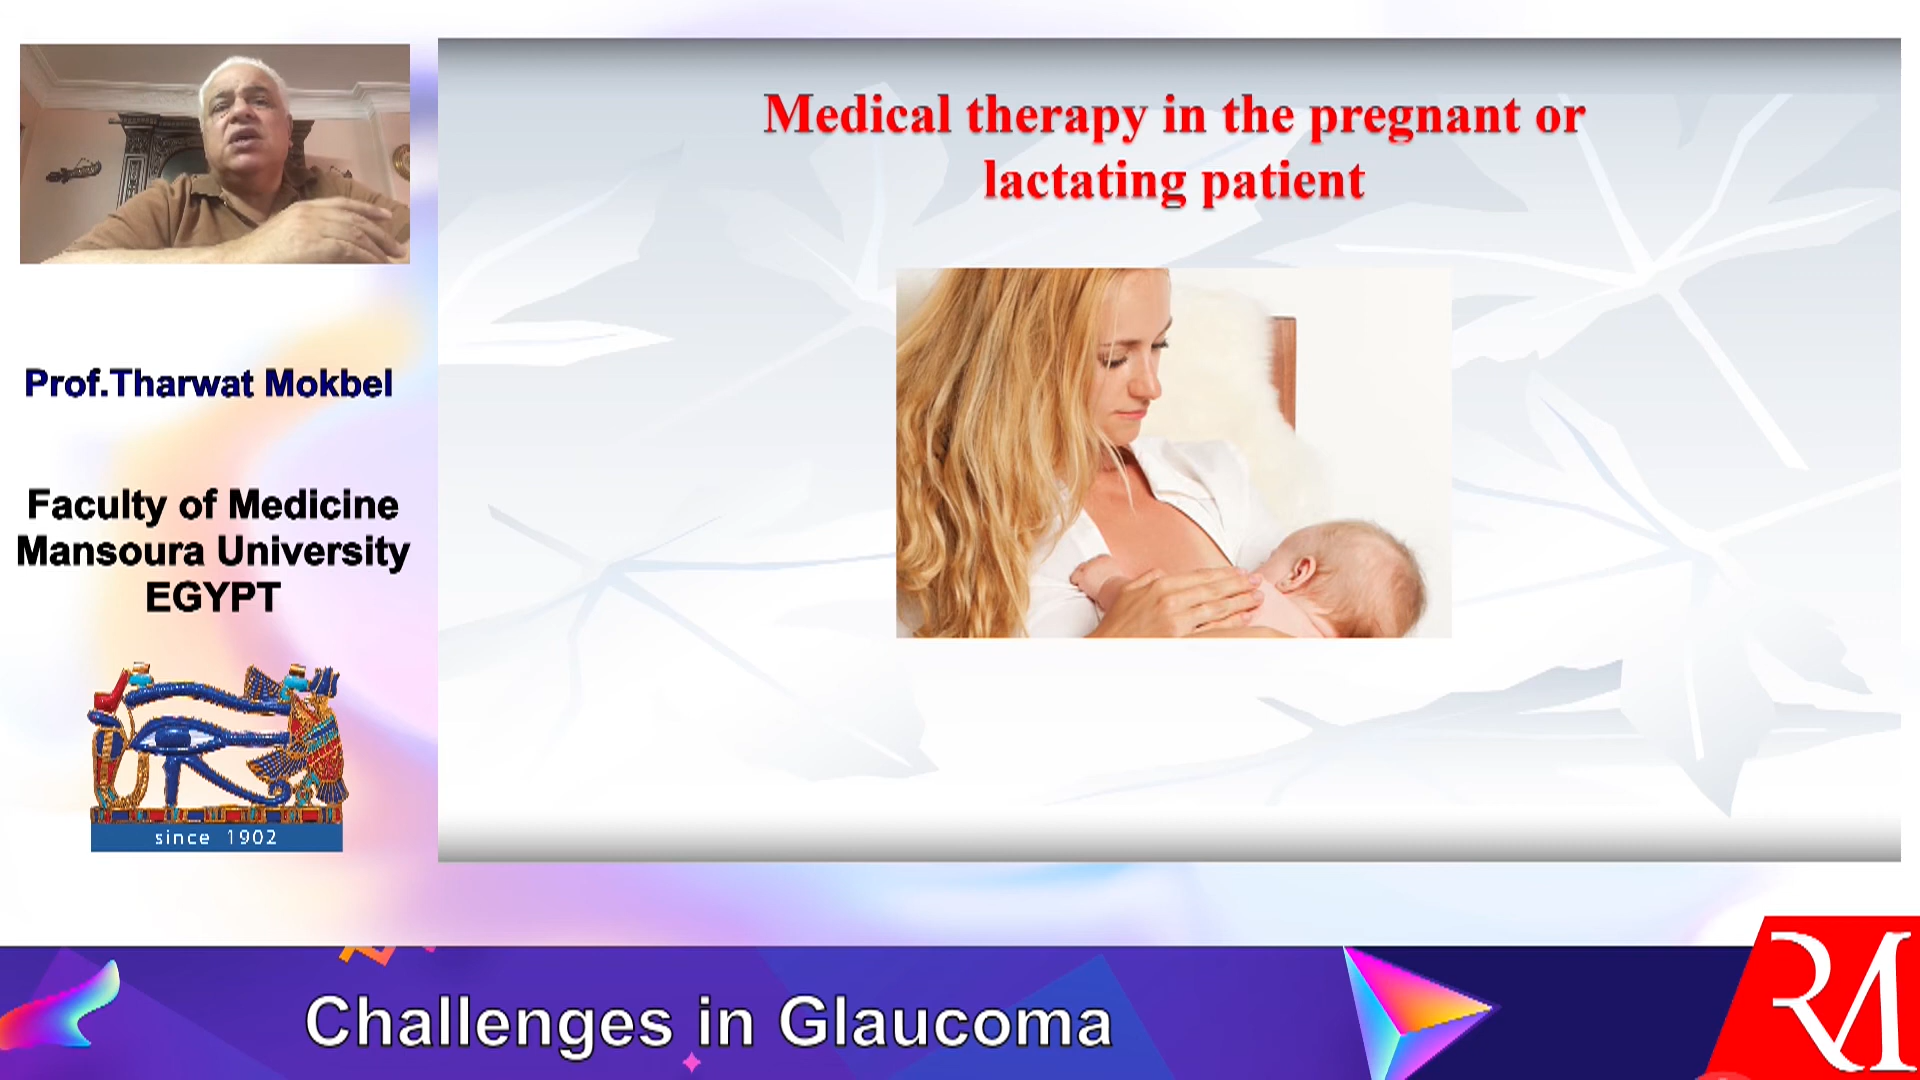 Medical therapy in the pregnant or
lactating patient
Prof.Tharwat Mokbel
Faculty of Medicine
Mansoura University
EGYPT
since 1902
Challenges in Glaucoma
RM